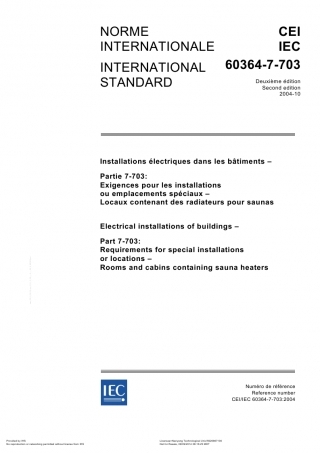 NORME
INTERNATIONALE
INTERNATIONAL
STANDARD
CEI
IEC
60364-7-703
Deuxième édition
Second edition
2004-10
Installations électriques dans les bâtiments –
Partie 7-703:
Exigences pour les installations
ou emplacements spéciaux –
Locaux contenant des radiateurs pour saunas
Electrical installations of buildings –
Part 7-703:
Requirements for special installations
or locations –
Rooms and cabins containing sauna heaters
IEC
Numéro de référence
Reference number
CEI/IEC 60364-7-703:2004